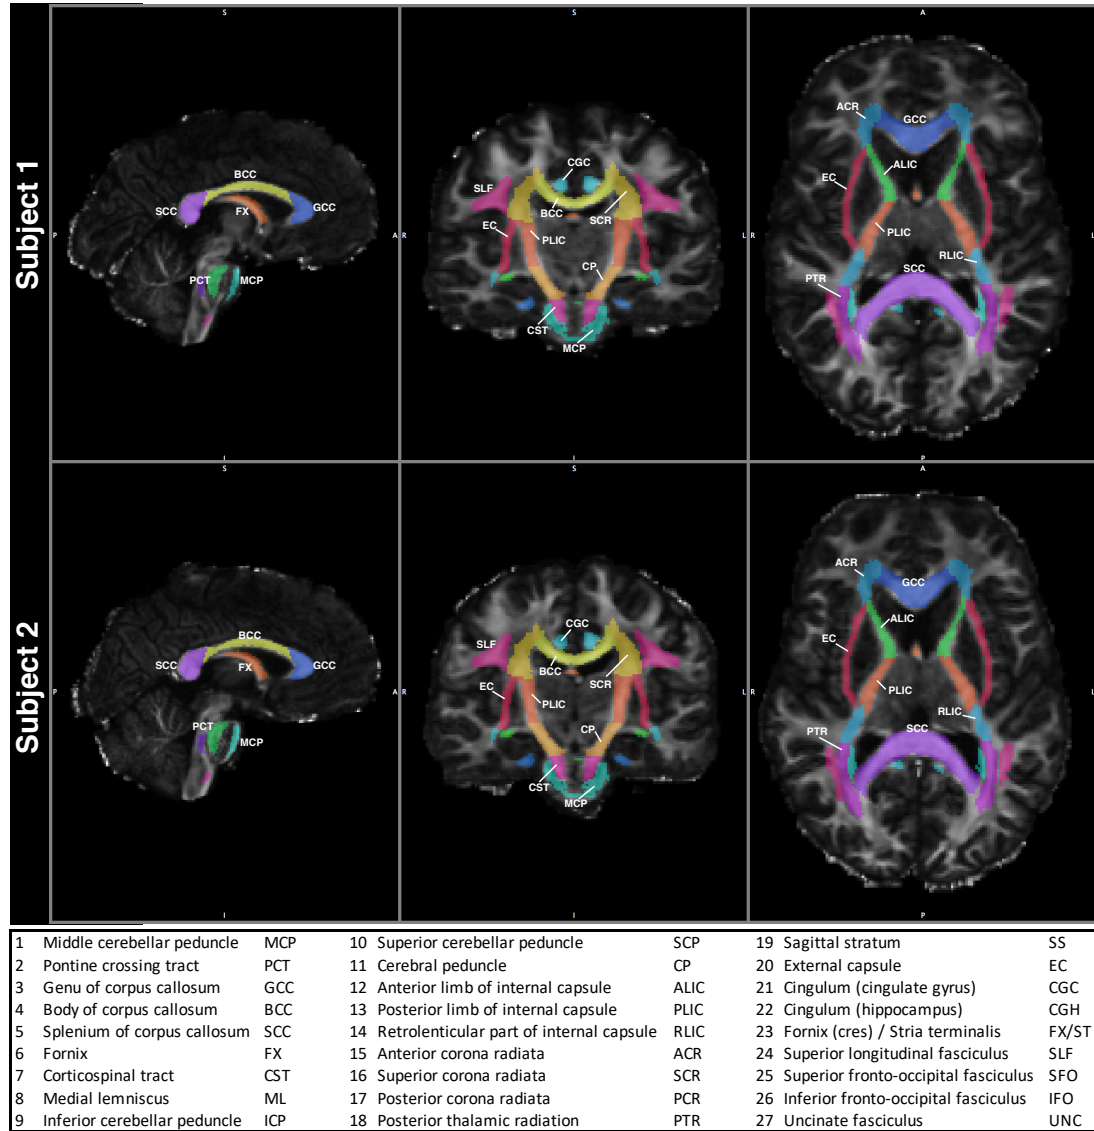 Subject 1
S
BCC
SCC
FX
GCC
P
A
PCT
MCP
I
S
CGC
SLF
BCC
SCR
EC
PLIC
R
L
CP
CST
MCP
I
A
ACR
GCC
ALIC
EC
PLIC
R
L
RLIC
SCC
PTR
P
Subject 2
S
BCC
SCC
FX
GCC
P
A
PCT
MCP
I
S
CGC
SLF
BCC
SCR
EC
PLIC
R
L
CP
CST
MCP
I
A
ACR
GCC
ALIC
EC
PLIC
R
L
RLIC
SCC
PTR
P
1 Middle cerebellar peduncle MCP 10 Superior cerebellar peduncle SCP 19 Sagittal stratum SS
2 Pontine crossing tract PCT 11 Cerebral peduncle CP 20 External capsule EC
3 Genu of corpus callosum GCC 12 Anterior limb of internal capsule ALIC 21 Cingulum (cingulate gyrus) CGC
4 Body of corpus callosum BCC 13 Posterior limb of internal capsule PLIC 22 Cingulum (hippocampus) CGH
5 Splenium of corpus callosum SCC 14 Retrolenticular part of internal capsule RLIC 23 Fornix (cres) / Stria terminalis FX/ST
6 Fornix FX 15 Anterior corona radiata ACR 24 Superior longitudinal fasciculus SLF
7 Corticospinal tract CST 16 Superior corona radiata SCR 25 Superior fronto-occipital fasciculus SFO
8 Medial lemniscus ML 17 Posterior corona radiata PCR 26 Inferior fronto-occipital fasciculus IFO
9 Inferior cerebellar peduncle ICP 18 Posterior thalamic radiation PTR 27 Uncinate fasciculus UNC